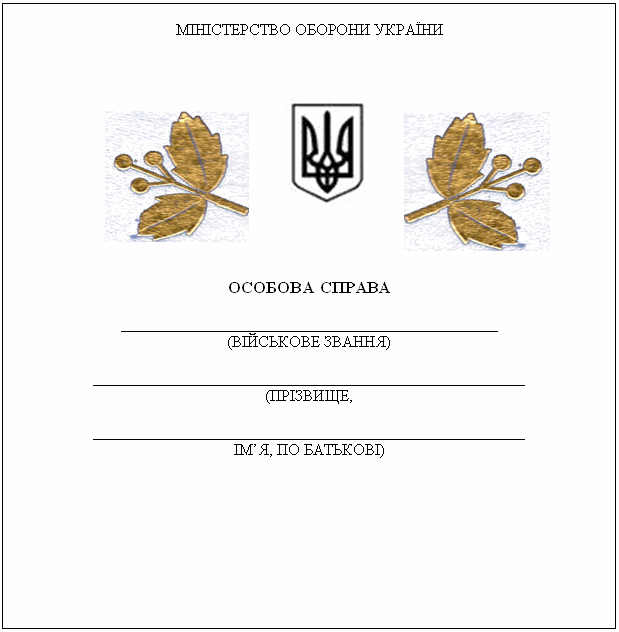 МІНІСТЕРСТВО ОБОРОНИ УКРАЇНИ
ОСОБОВА СПРАВА
(ВІЙСЬКОВЕ ЗВАННЯ)
(ПРІЗВИЩЕ,
ІМ’Я, ПО БАТЬКОВІ)